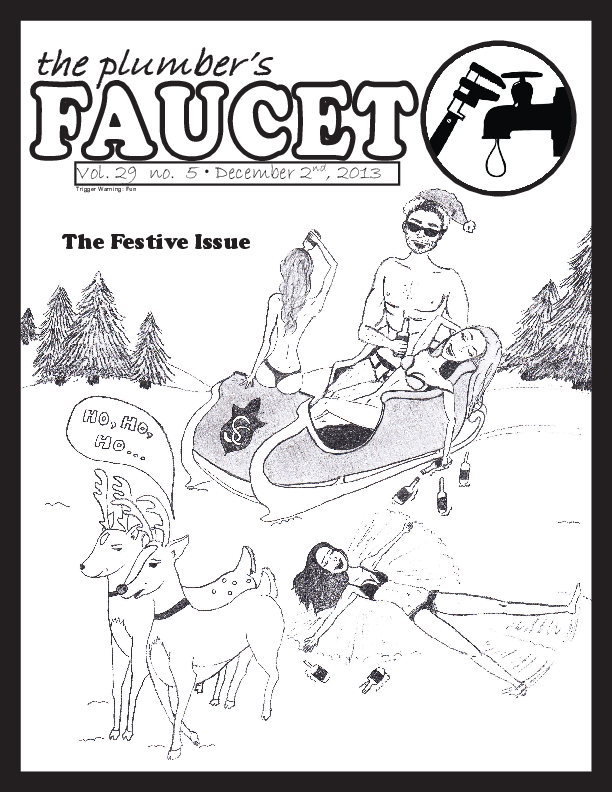 the plumber's
FAUCET
Vol. 29 no. 5 • December 2nd, 2013
Trigger Warning: Fun
The Festive Issue
HO, HO,
HO...